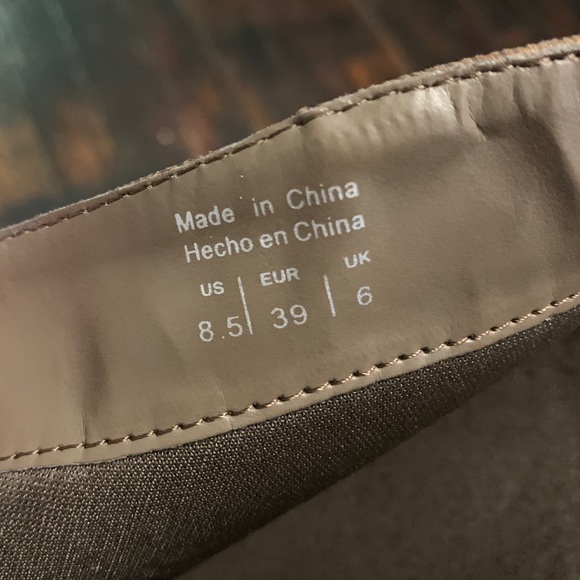 Made in China
Hecho en China
US | EUR | UK
8.5 | 39 | 6